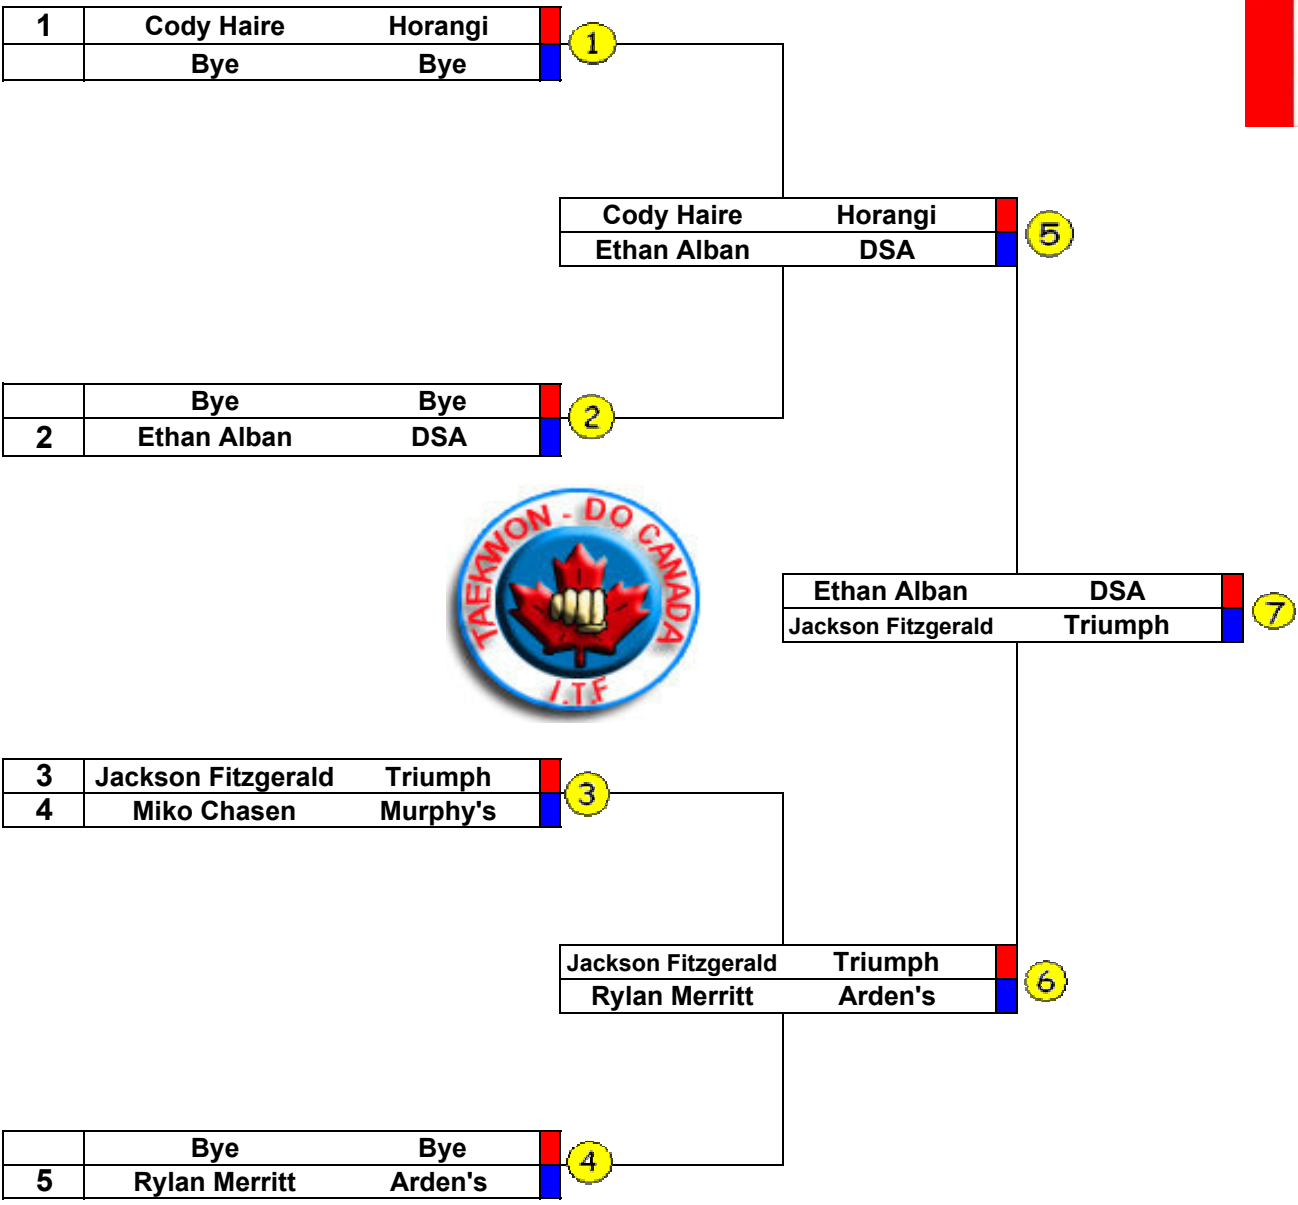 1 Cody Haire Horangi
1
Bye Bye
Cody Haire Horangi
5
Ethan Alban DSA
Bye Bye
2
2 Ethan Alban DSA
TAEKWON - DO CANADA
I.T.F
Ethan Alban DSA
7
Jackson Fitzgerald Triumph
3 Jackson Fitzgerald Triumph
3
4 Miko Chasen Murphy's
Jackson Fitzgerald Triumph
6
Rylan Merritt Arden's
Bye Bye
4
5 Rylan Merritt Arden's